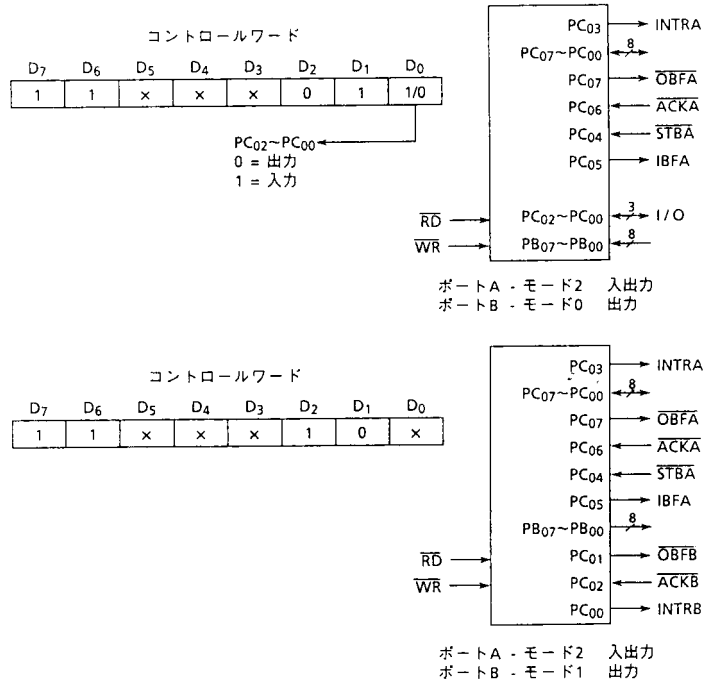 コントロールワード
D7 D6 D5 D4 D3 D2 D1 D0
1 1 × × × 0 1 1/0
PC02~PC00
0 = 出力
1 = 入力
RD
WR
PC03 INTRA
PC07~PC00 8
PC07 OBFA
PC06 ACKA
PC04 STBA
PC05 IBFA
PC02~PC00 3 I/O
PB07~PB00 8
ポートA - モード2 入出力
ポートB - モード0 出力
コントロールワード
D7 D6 D5 D4 D3 D2 D1 D0
1 1 × × × 1 0 ×
RD
WR
PC03 INTRA
PC07~PC00 8
PC07 OBFA
PC06 ACKA
PC04 STBA
PC05 IBFA
PB07~PB00 8
PC01 OBFB
PC02 ACKB
PC00 INTRB
ポートA - モード2 入出力
ポートB - モード1 出力